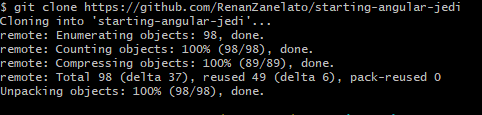 $ git clone https://github.com/RenanZanelato/starting-angular-jedi
Cloning into 'starting-angular-jedi'...
remote: Enumerating objects: 98, done.
remote: Counting objects: 100% (98/98), done.
remote: Compressing objects: 100% (89/89), done.
remote: Total 98 (delta 37), reused 49 (delta 6), pack-reused 0
Unpacking objects: 100% (98/98), done.